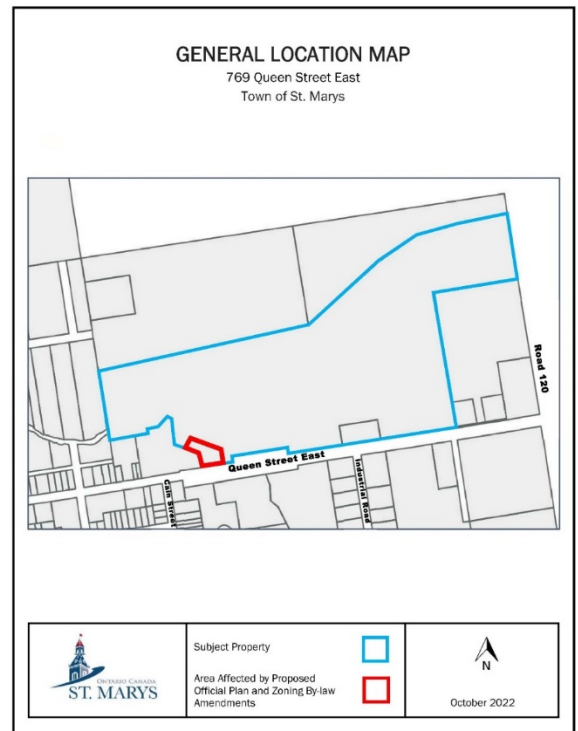 GENERAL LOCATION MAP
769 Queen Street East
Town of St. Marys
Road 120
Queen Street East
Cain Street
Industrial Road
ONTARIO CANADA
ST. MARYS
Subject Property
Area Affected by Proposed
Official Plan and Zoning By-law
Amendments
N
October 2022